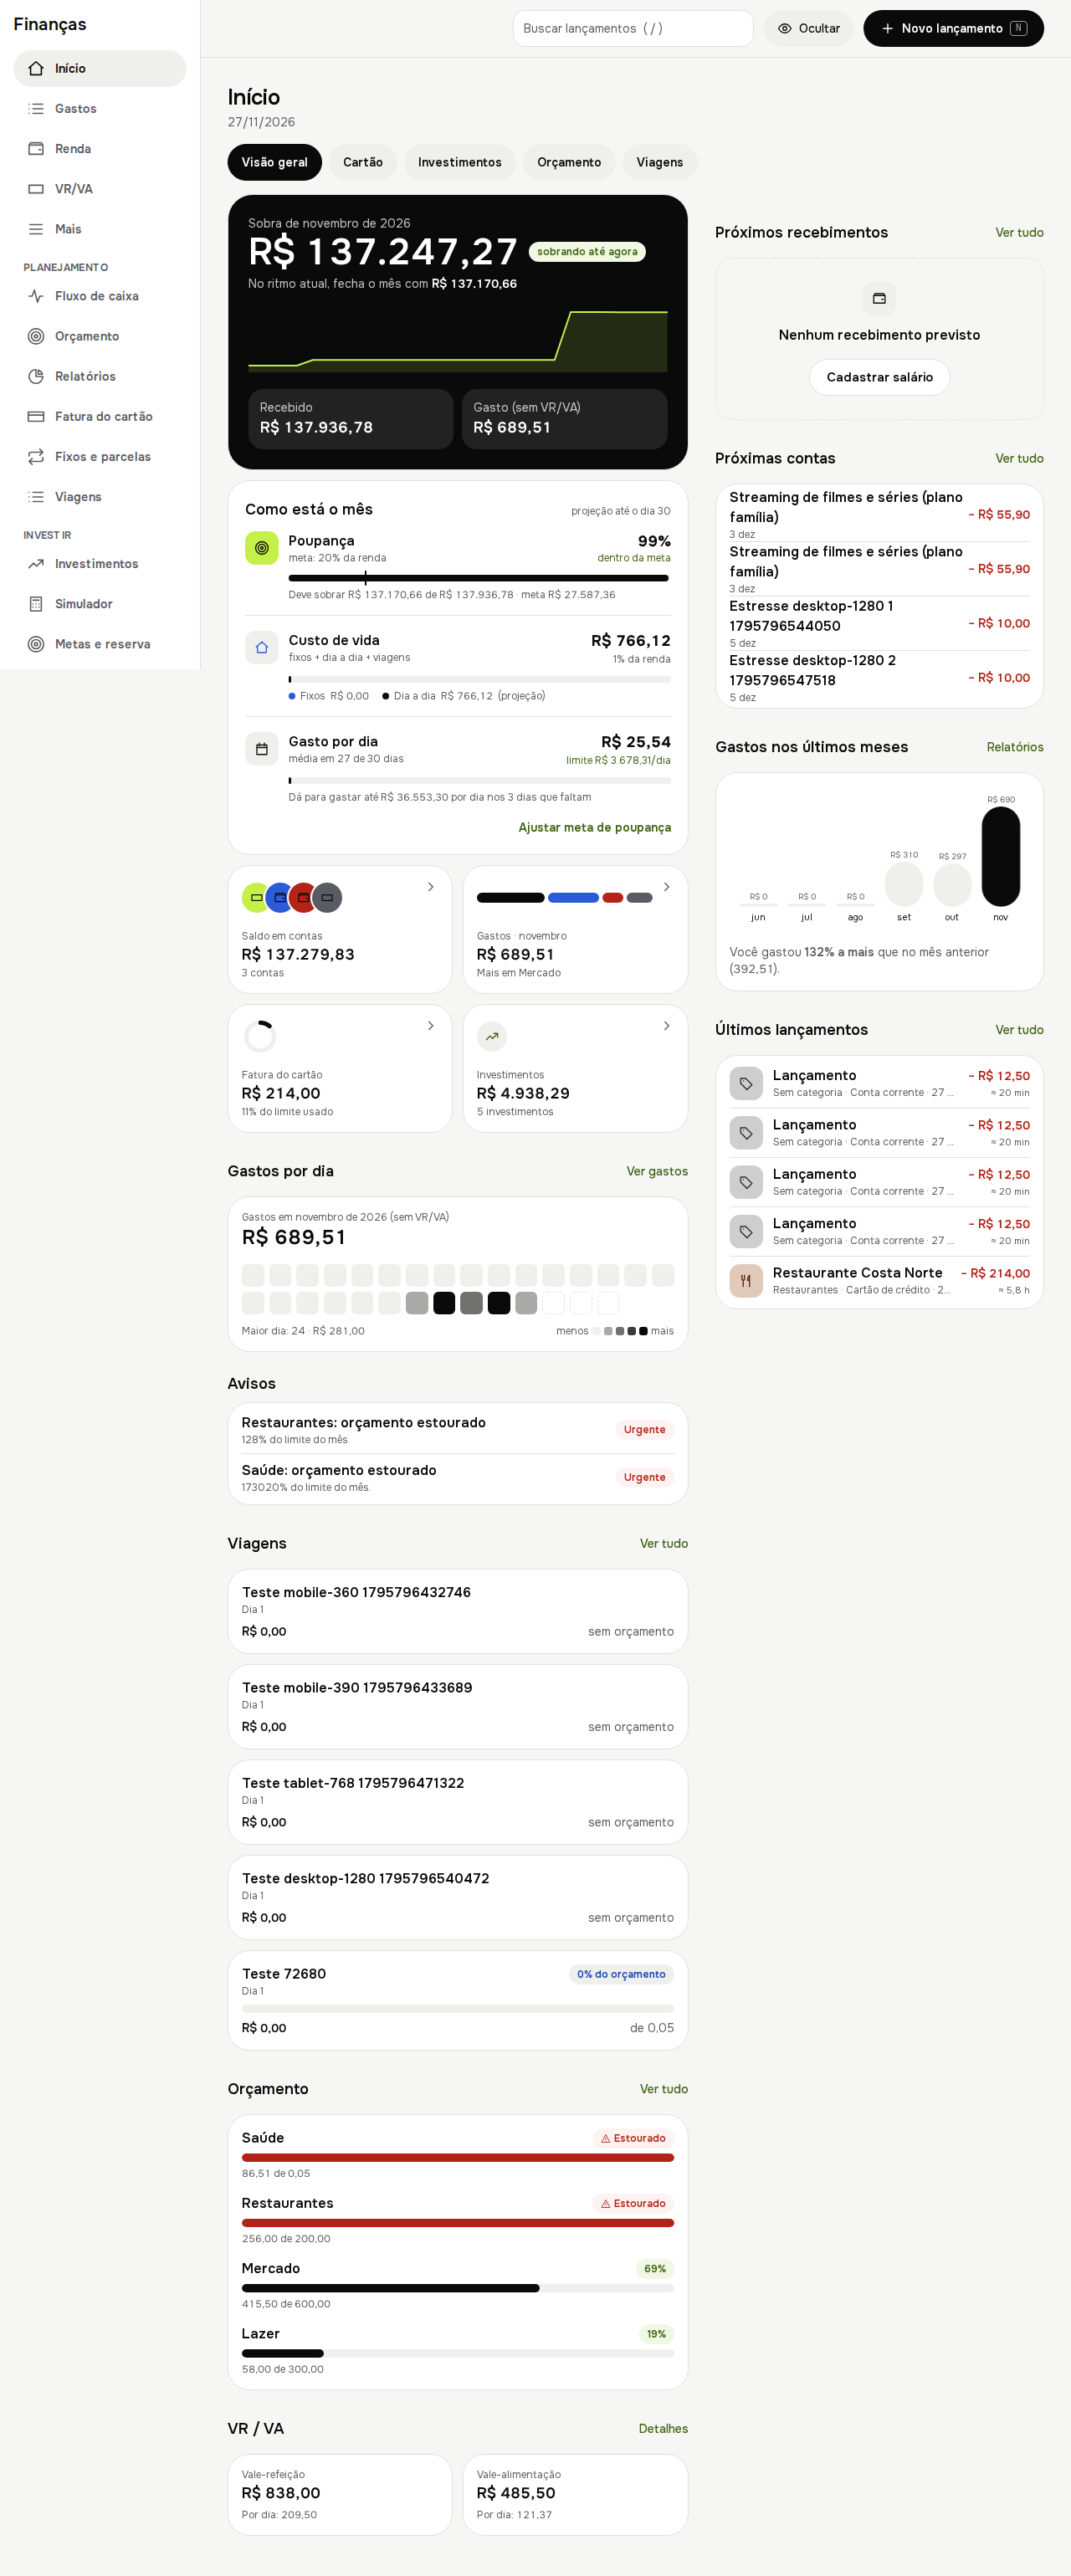 Finanças
Início
Gastos
Renda
VR/VA
Mais
PLANEJAMENTO
Fluxo de caixa
Orçamento
Relatórios
Fatura do cartão
Fixos e parcelas
Viagens
INVESTIR
Investimentos
Simulador
Metas e reserva
Buscar lançamentos ( / )
Ocultar
Novo lançamento N
Início
27/11/2026
Visão geral
Cartão
Investimentos
Orçamento
Viagens
Sobra de novembro de 2026
R$ 137.247,27 sobrando até agora
No ritmo atual, fecha o mês com R$ 137.170,66
Recebido
R$ 137.936,78
Gasto (sem VR/VA)
R$ 689,51
Como está o mês
projeção até o dia 30
Poupança 99%
meta: 20% da renda dentro da meta
Deve sobrar R$ 137.170,66 de R$ 137.936,78 · meta R$ 27.587,36
Custo de vida R$ 766,12
fixos + dia a dia + viagens 1% da renda
Fixos R$ 0,00 Dia a dia R$ 766,12 (projeção)
Gasto por dia R$ 25,54
média em 27 de 30 dias limite R$ 3.678,31/dia
Dá para gastar até R$ 36.553,30 por dia nos 3 dias que faltam
Ajustar meta de poupança
Saldo em contas
R$ 137.279,83
3 contas
Gastos · novembro
R$ 689,51
Mais em Mercado
Fatura do cartão
R$ 214,00
11% do limite usado
Investimentos
R$ 4.938,29
5 investimentos
Gastos por dia Ver gastos
Gastos em novembro de 2026 (sem VR/VA)
R$ 689,51
Maior dia: 24 · R$ 281,00 menos mais
Avisos
Restaurantes: orçamento estourado
128% do limite do mês.
Urgente
Saúde: orçamento estourado
173020% do limite do mês.
Urgente
Viagens Ver tudo
Teste mobile-360 1795796432746
Dia 1
R$ 0,00 sem orçamento
Teste mobile-390 1795796433689
Dia 1
R$ 0,00 sem orçamento
Teste tablet-768 1795796471322
Dia 1
R$ 0,00 sem orçamento
Teste desktop-1280 1795796540472
Dia 1
R$ 0,00 sem orçamento
Teste 72680 0% do orçamento
Dia 1
R$ 0,00 de 0,05
Orçamento Ver tudo
Saúde Estourado
86,51 de 0,05
Restaurantes Estourado
256,00 de 200,00
Mercado 69%
415,50 de 600,00
Lazer 19%
58,00 de 300,00
VR / VA Detalhes
Vale-refeição
R$ 838,00
Por dia: 209,50
Vale-alimentação
R$ 485,50
Por dia: 121,37
Próximos recebimentos Ver tudo
Nenhum recebimento previsto
Cadastrar salário
Próximas contas Ver tudo
Streaming de filmes e séries (plano
família)
3 dez
− R$ 55,90
Streaming de filmes e séries (plano
família)
3 dez
− R$ 55,90
Estresse desktop-1280 1
1795796544050
5 dez
− R$ 10,00
Estresse desktop-1280 2
1795796547518
5 dez
− R$ 10,00
Gastos nos últimos meses Relatórios
R$ 0 R$ 0 R$ 0 R$ 310 R$ 297 R$ 690
jun jul ago set out nov
Você gastou 132% a mais que no mês anterior
(392,51).
Últimos lançamentos Ver tudo
Lançamento − R$ 12,50
Sem categoria · Conta corrente · 27 ... ≈ 20 min
Lançamento − R$ 12,50
Sem categoria · Conta corrente · 27 ... ≈ 20 min
Lançamento − R$ 12,50
Sem categoria · Conta corrente · 27 ... ≈ 20 min
Lançamento − R$ 12,50
Sem categoria · Conta corrente · 27 ... ≈ 20 min
Restaurante Costa Norte − R$ 214,00
Restaurantes · Cartão de crédito · 2... ≈ 5,8 h